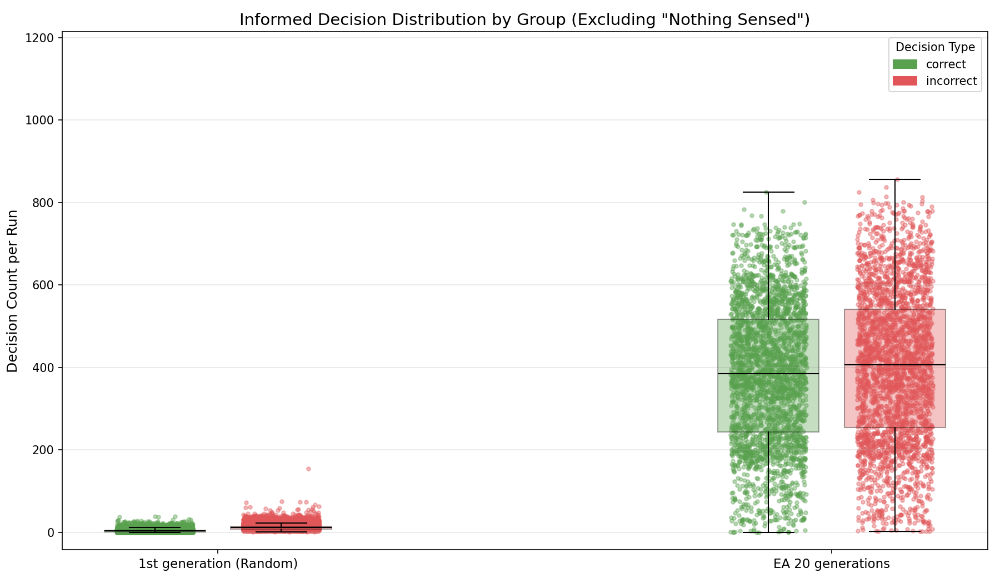 Informed Decision Distribution by Group (Excluding "Nothing Sensed")
Decision Count per Run
1200
1000
800
600
400
200
0
Decision Type
correct
incorrect
1st generation (Random)
EA 20 generations